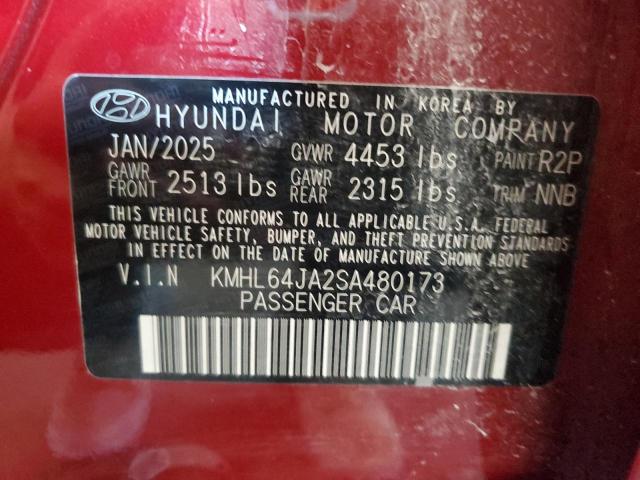 MANUFACTURED IN KOREA BY
HYUNDAI MOTOR COMPANY
JAN/2025 GVWR 4453 lbs PAINT R2P
GAWR FRONT 2513 lbs GAWR REAR 2315 lbs TRIM NNB
THIS VEHICLE CONFORMS TO ALL APPLICABLE U.S.A. FEDERAL
MOTOR VEHICLE SAFETY, BUMPER, AND THEFT PREVENTION STANDARDS
IN EFFECT ON THE DATE OF MANUFACTURE SHOWN ABOVE.
V.I.N KMHL64JA2SA480173
PASSENGER CAR